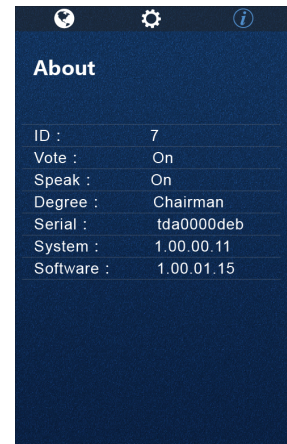 About
ID : 7
Vote : On
Speak : On
Degree : Chairman
Serial : tda0000deb
System : 1.00.00.11
Software : 1.00.01.15